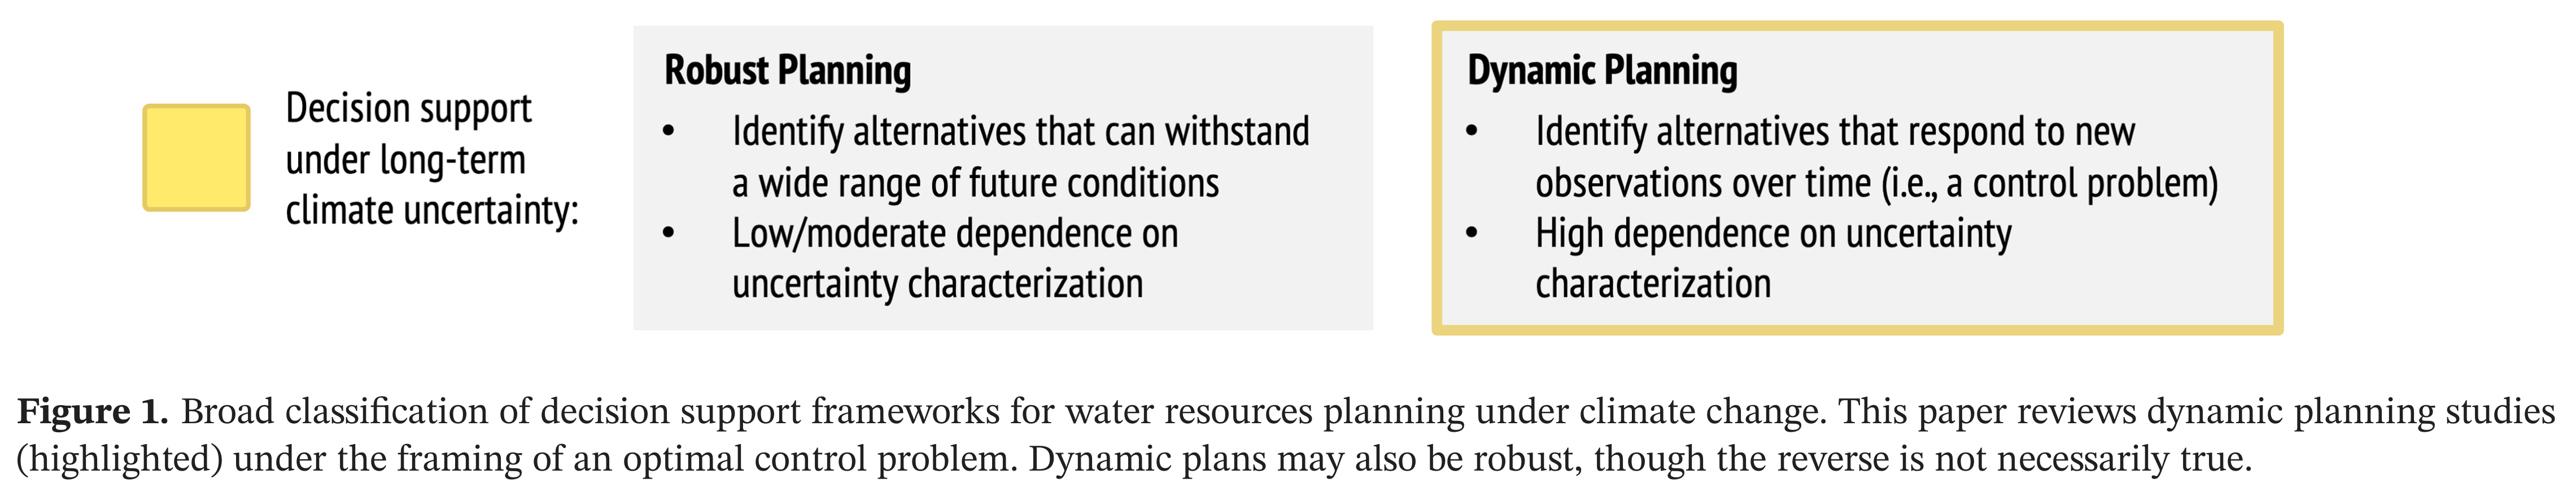 Decision support
under long-term
climate uncertainty:
Robust Planning
• Identify alternatives that can withstand
a wide range of future conditions
• Low/moderate dependence on
uncertainty characterization
Dynamic Planning
• Identify alternatives that respond to new
observations over time (i.e., a control problem)
• High dependence on uncertainty
characterization
Figure 1. Broad classification of decision support frameworks for water resources planning under climate change. This paper reviews dynamic planning studies
(highlighted) under the framing of an optimal control problem. Dynamic plans may also be robust, though the reverse is not necessarily true.